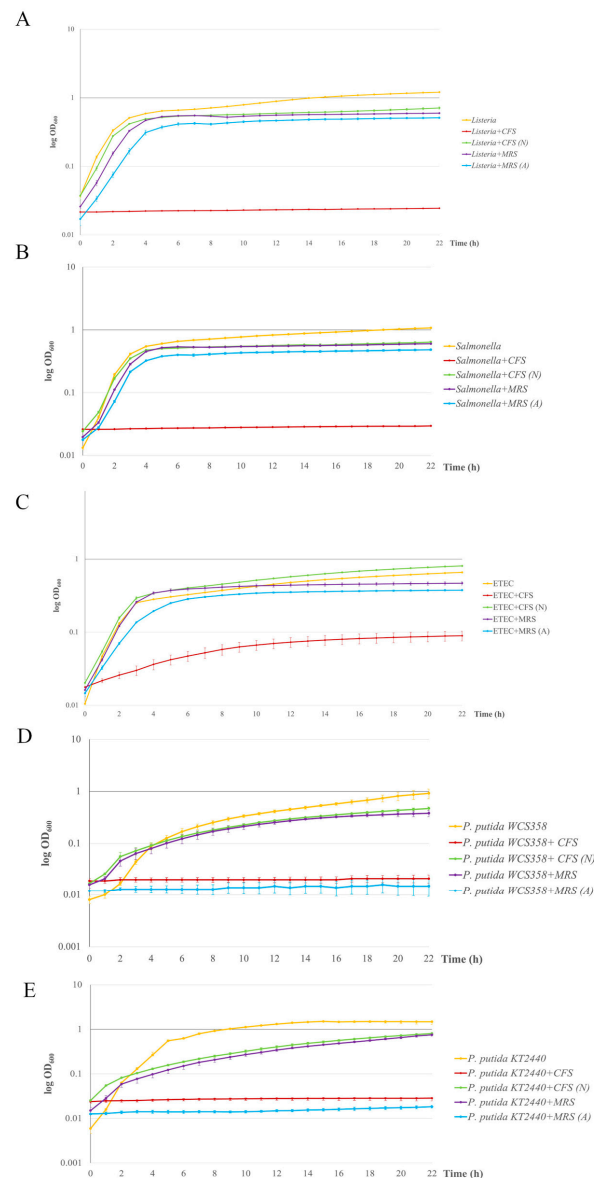 A
10
1
0.1
0.01
log OD600
0 2 4 6 8 10 12 14 16 18 20 22
Time (h)
Listeria
Listeria+CFS
Listeria+CFS (N)
Listeria+MRS
Listeria+MRS (A)
B
10
1
0.1
0.01
log OD600
0 2 4 6 8 10 12 14 16 18 20 22
Time (h)
Salmonella
Salmonella+CFS
Salmonella+CFS (N)
Salmonella+MRS
Salmonella+MRS (A)
C
1
0.1
0.01
log OD600
0 2 4 6 8 10 12 14 16 18 20 22
Time (h)
ETEC
ETEC+CFS
ETEC+CFS (N)
ETEC+MRS
ETEC+MRS (A)
D
10
1
0.1
0.01
0.001
log OD600
0 2 4 6 8 10 12 14 16 18 20 22
Time (h)
P. putida WCS358
P. putida WCS358+ CFS
P. putida WCS358+ CFS (N)
P. putida WCS358+MRS
P. putida WCS358+MRS (A)
E
10
1
0.1
0.01
0.001
log OD600
0 2 4 6 8 10 12 14 16 18 20 22
Time (h)
P. putida KT2440
P. putida KT2440+CFS
P. putida KT2440+CFS (N)
P. putida KT2440+MRS
P. putida KT2440+MRS (A)